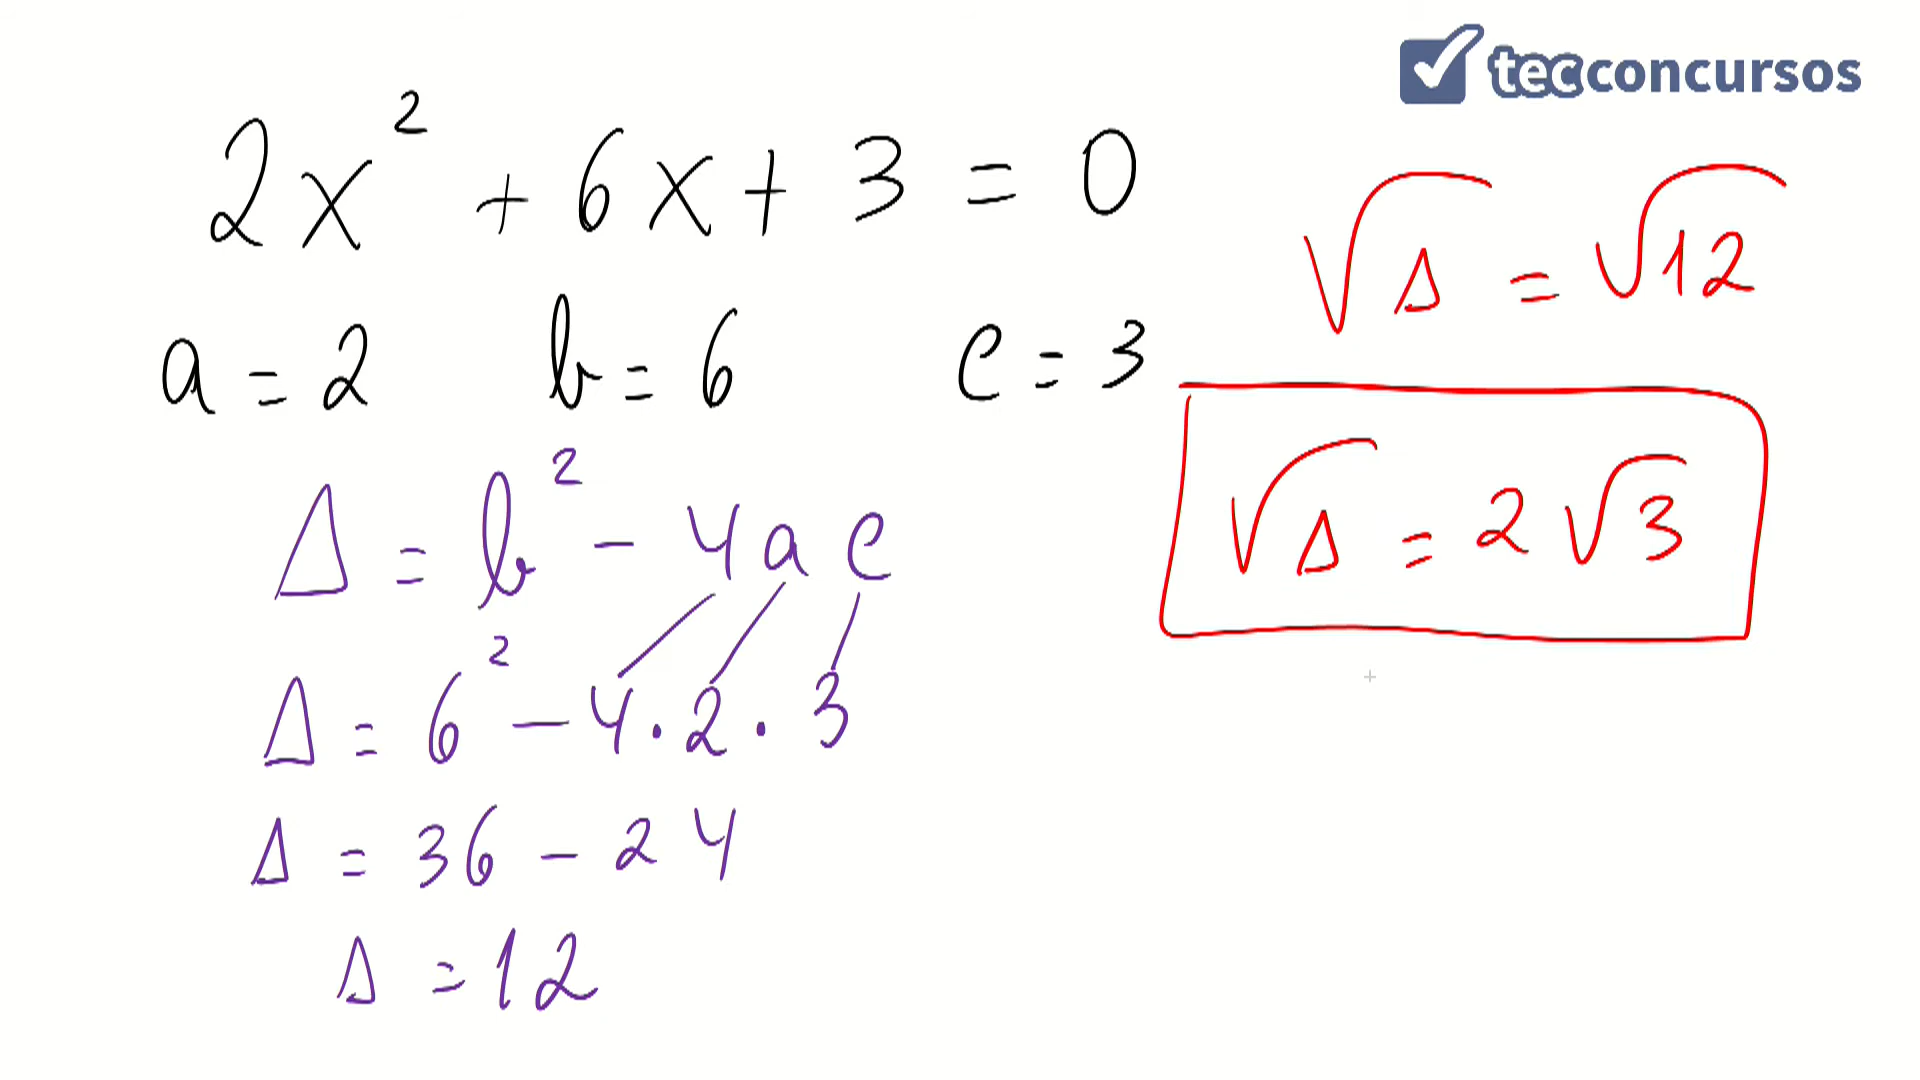 tecconcursos
2x² + 6x + 3 = 0
a = 2 b = 6 c = 3
Δ = b² - 4ac
Δ = 6² - 4 · 2 · 3
Δ = 36 - 24
Δ = 12
√Δ = √12
√Δ = 2√3